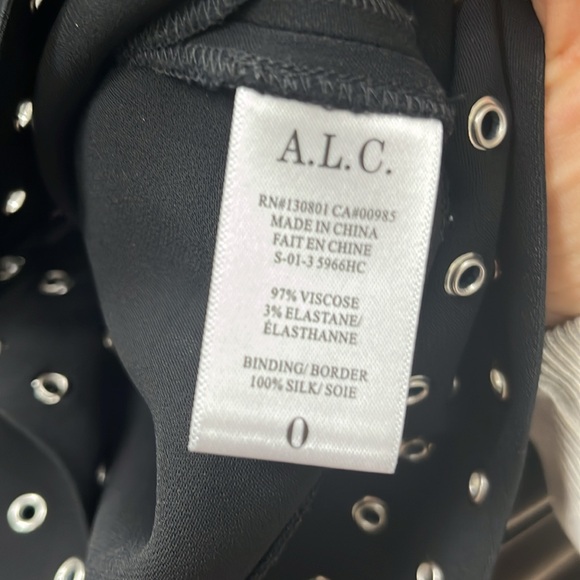 A.L.C.
RN#130801 CA#00985
MADE IN CHINA
FAIT EN CHINE
S-01-3 5966HC
97% VISCOSE
3% ELASTANE/
ÉLASTHANNE
BINDING/ BORDER
100% SILK/ SOIE
0